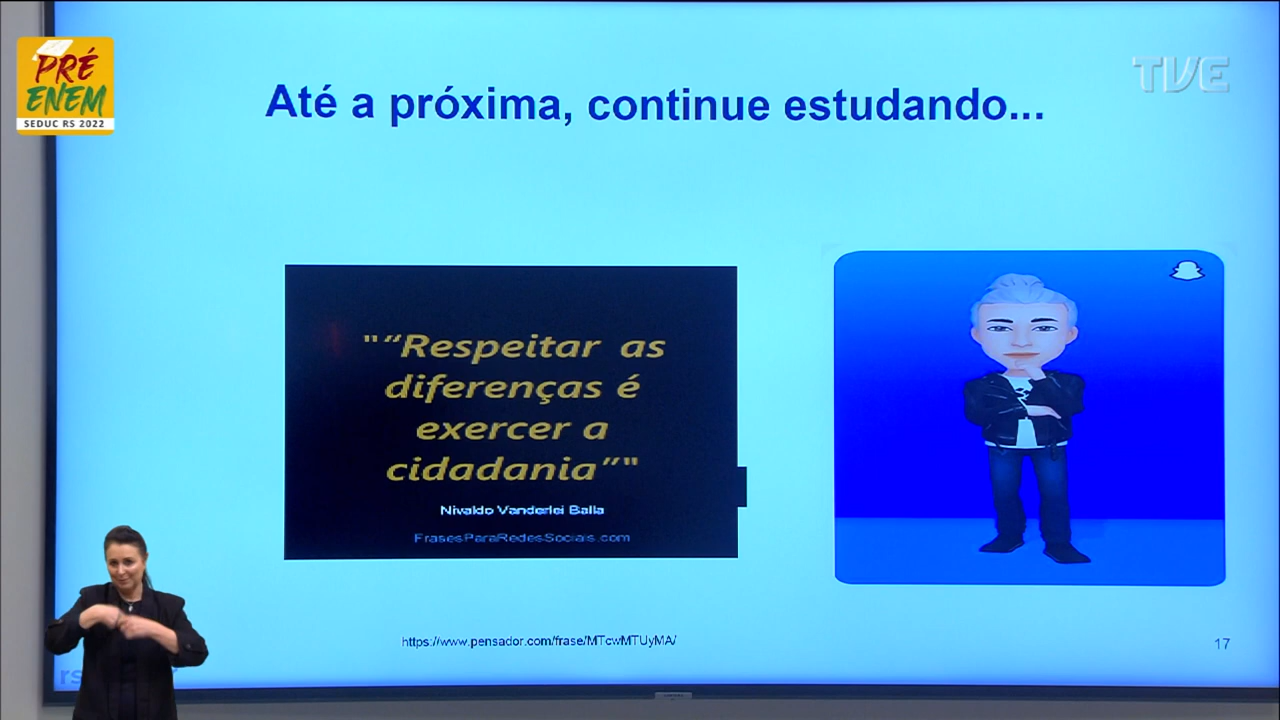 PRÉ
ENEM
SEDUC RS 2022
TVE
Até a próxima, continue estudando...
"“Respeitar as
diferenças é
exercer a
cidadania”"
Nivaldo Vanderlei Balla
FrasesParaRedesSociais.com
https://www.pensador.com/frase/MTcwMTUyMA/
17